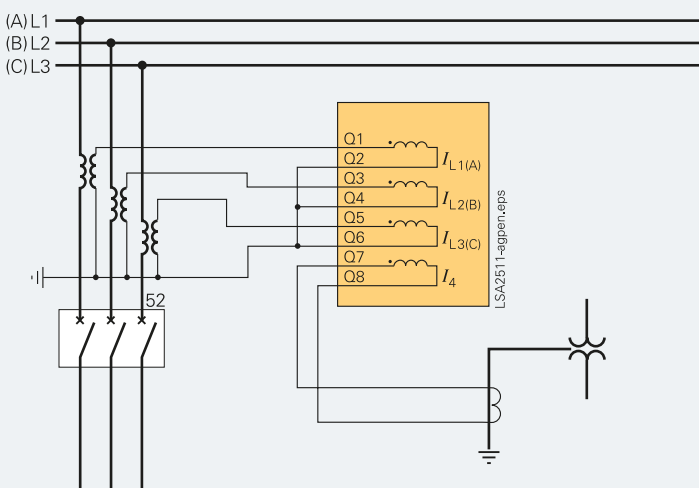 (A) L1
(B) L2
(C) L3
Q1
Q2
I L1(A)
Q3
Q4
I L2(B)
Q5
Q6
I L3(C)
Q7
Q8
I 4
LSA2511-agpen.eps
52